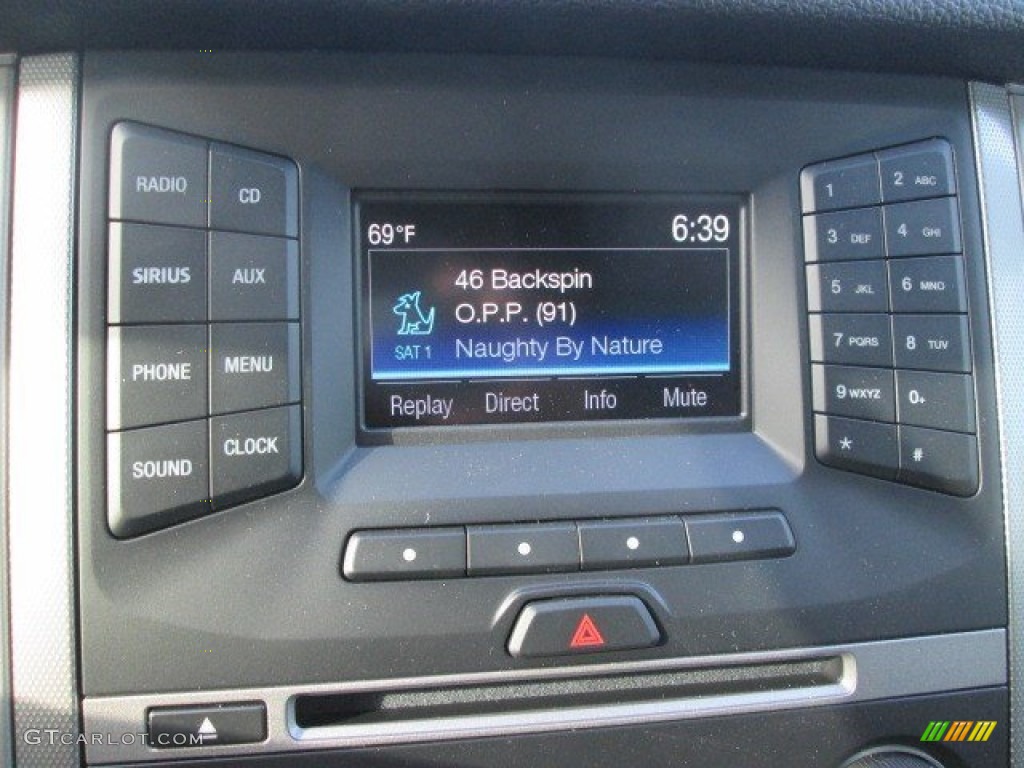 RADIO
CD
SIRIUS
AUX
PHONE
MENU
SOUND
CLOCK
69°F
6:39
46 Backspin
O.P.P. (91)
SAT 1
Naughty By Nature
Replay Direct Info Mute
1
2 ABC
3 DEF
4 GHI
5 JKL
6 MNO
7 PQRS
8 TUV
9 WXYZ
0+
*
#
GTCARLOT.COM